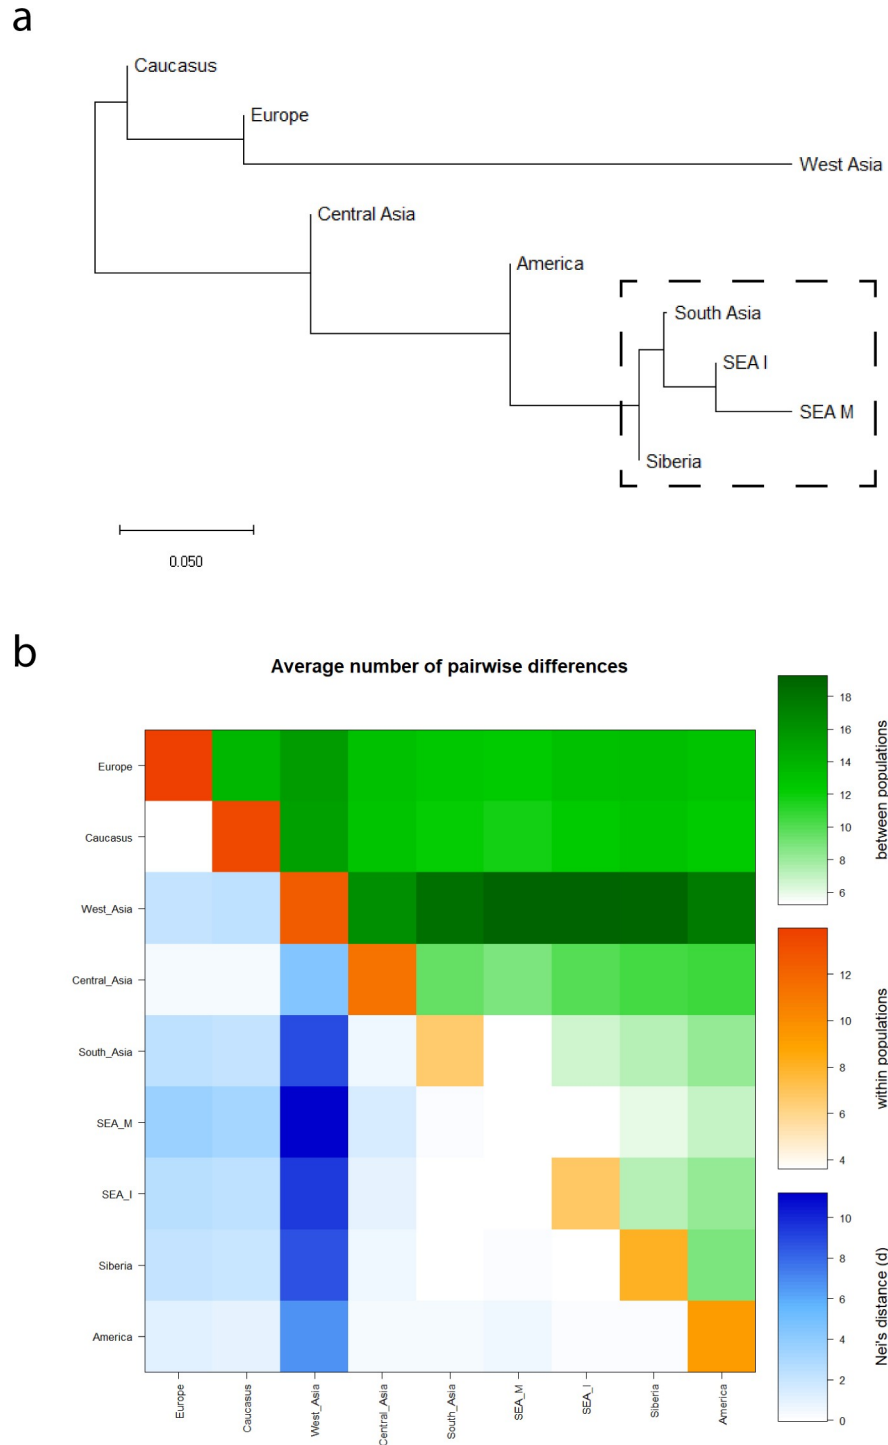 a
Caucasus
Europe
West Asia
Central Asia
America
South Asia
SEA I
SEA M
Siberia
0.050
b
Average number of pairwise differences
Europe
Caucasus
West_Asia
Central_Asia
South_Asia
SEA_M
SEA_I
Siberia
America
Europe
Caucasus
West_Asia
Central_Asia
South_Asia
SEA_M
SEA_I
Siberia
America
18
16
14
12
10
8
6
between populations
12
10
8
6
4
within populations
10
8
6
4
2
0
Nei's distance (d)